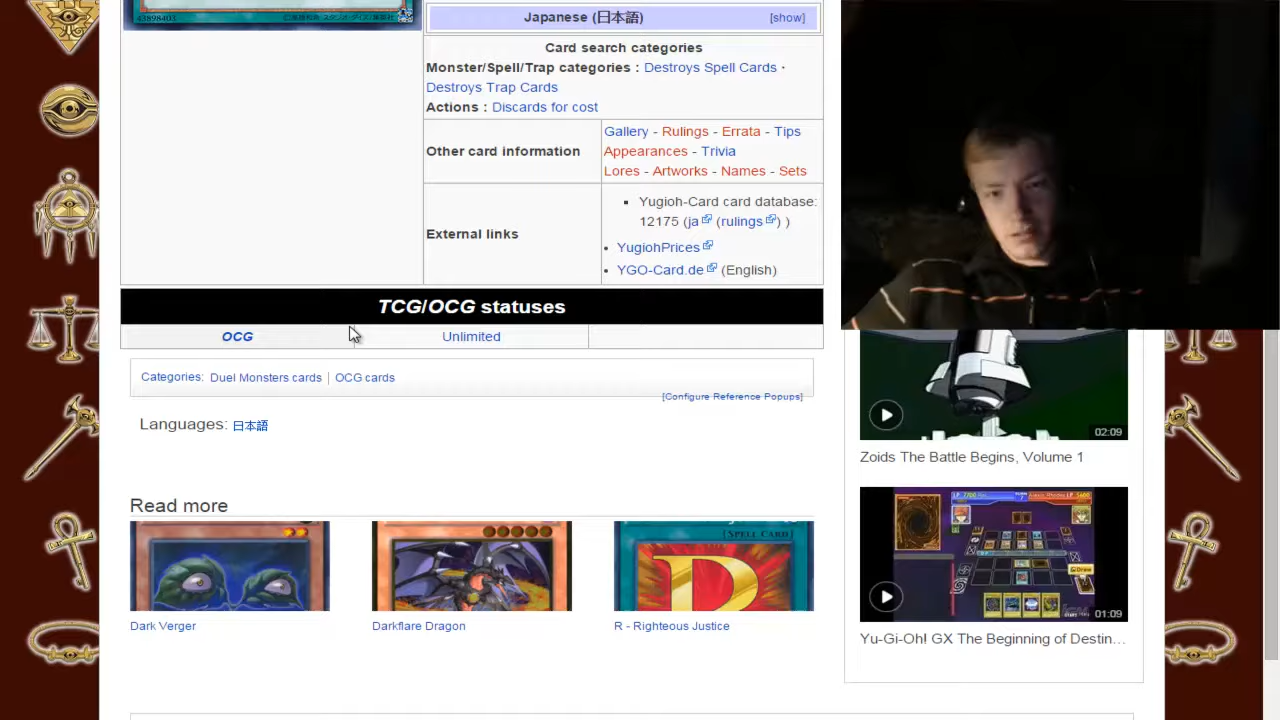 43898403
Japanese (日本語) [show]
Card search categories
Monster/Spell/Trap categories : Destroys Spell Cards ·
Destroys Trap Cards
Actions : Discards for cost
Other card information
Gallery - Rulings - Errata - Tips
Appearances - Trivia
Lores - Artworks - Names - Sets
External links
Yugioh-Card card database:
12175 (ja (rulings ) )
YugiohPrices
YGO-Card.de (English)
TCG/OCG statuses
OCG Unlimited
Categories: Duel Monsters cards | OCG cards
[Configure Reference Popups]
Languages: 日本語
Read more
[SPELL CARD]
Dark Verger
Darkflare Dragon
R - Righteous Justice
02:09
Zoids The Battle Begins, Volume 1
01:09
Yu-Gi-Oh! GX The Beginning of Destin...